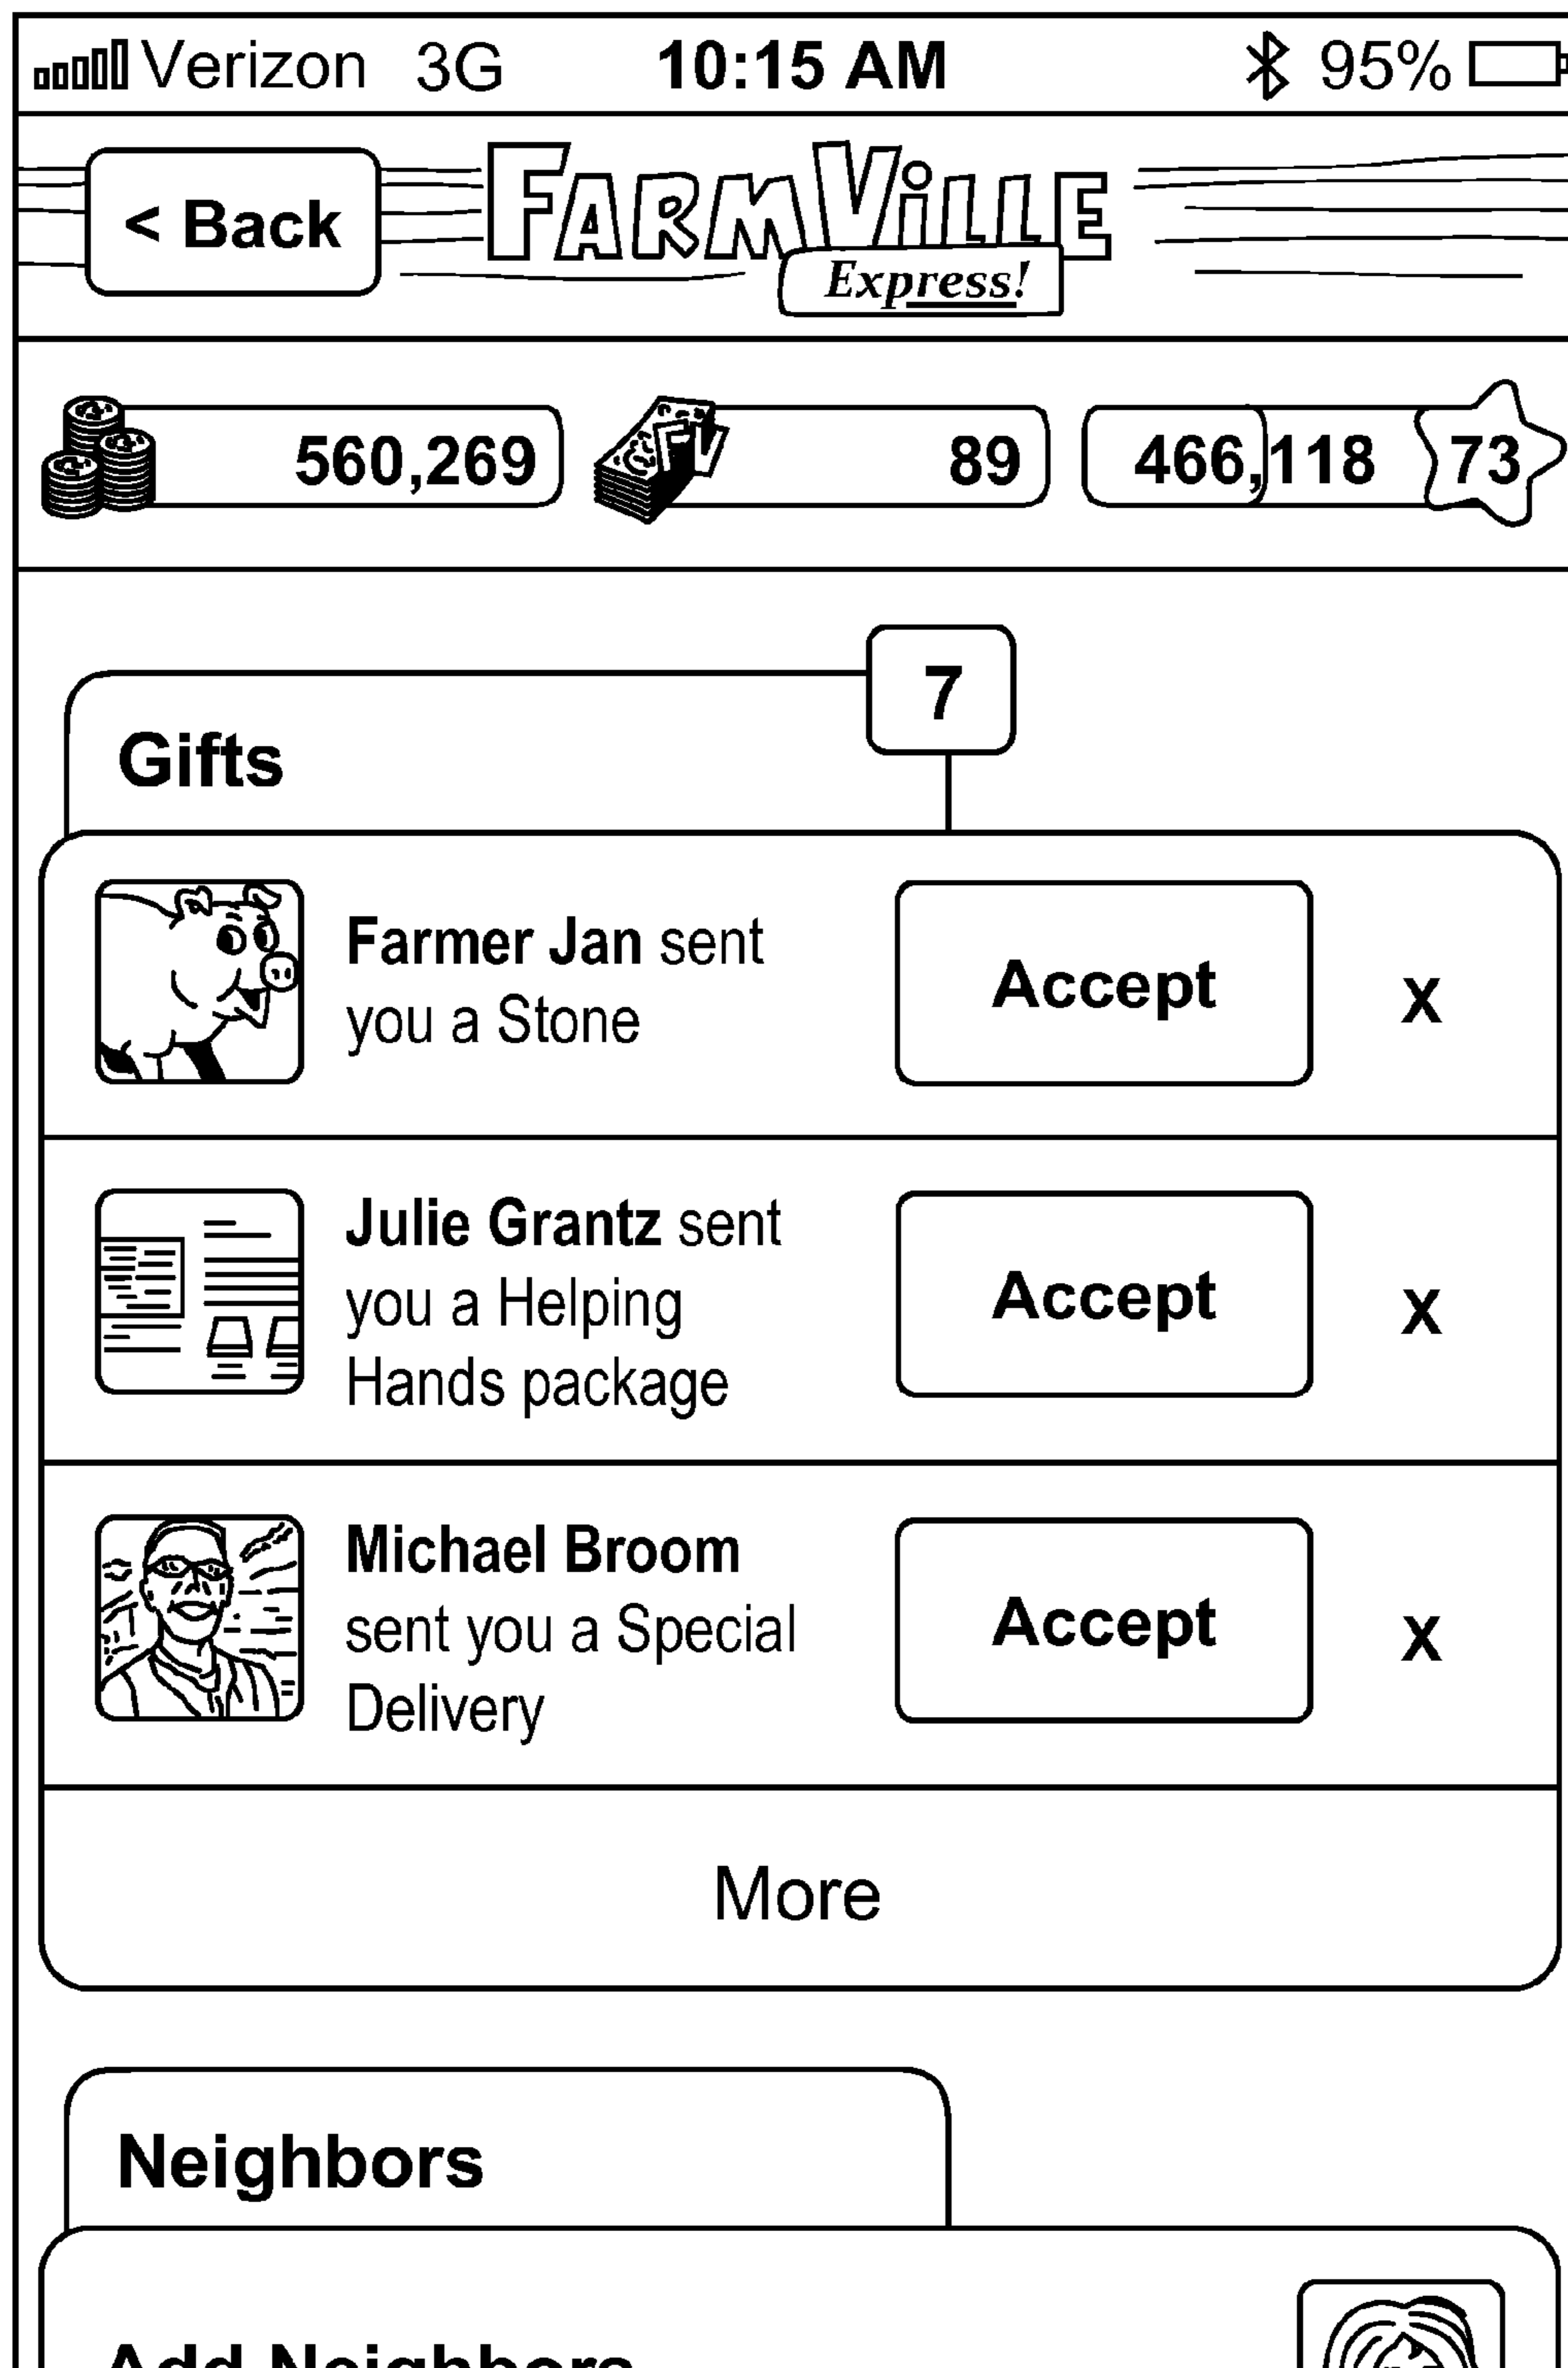 Verizon 3G 10:15 AM 95%
< Back
FARMVILLE
Express!
560,269 89 466,118 73
7
Gifts
Farmer Jan sent
you a Stone
Accept x
Julie Grantz sent
you a Helping
Hands package
Accept x
Michael Broom
sent you a Special
Delivery
Accept x
More
Neighbors
Add Neighbors